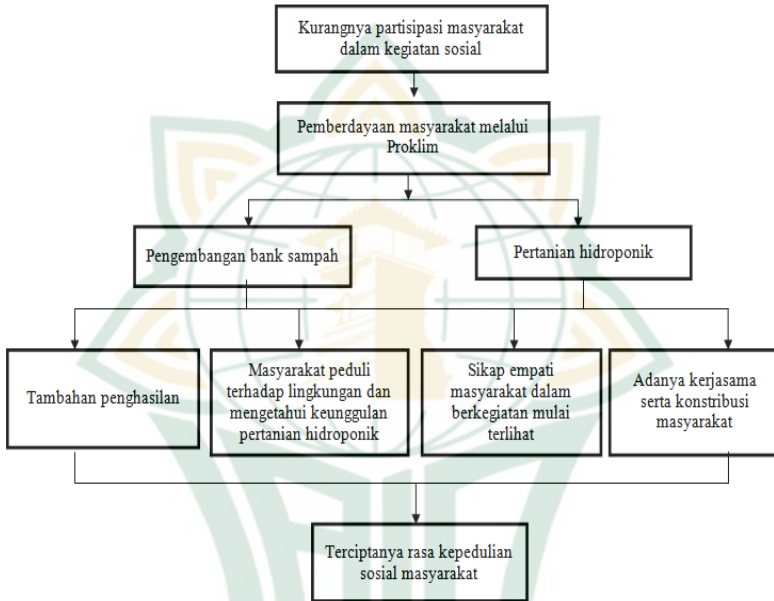 Kurangnya partisipasi masyarakat
dalam kegiatan sosial
Pemberdayaan masyarakat melalui
Proklim
Pengembangan bank sampah
Pertanian hidroponik
Tambahan penghasilan
Masyarakat peduli
terhadap lingkungan dan
mengetahui keunggulan
pertanian hidroponik
Sikap empati
masyarakat dalam
berkegiatan mulai
terlihat
Adanya kerjasama
serta konstribusi
masyarakat
Terciptanya rasa kepedulian
sosial masyarakat